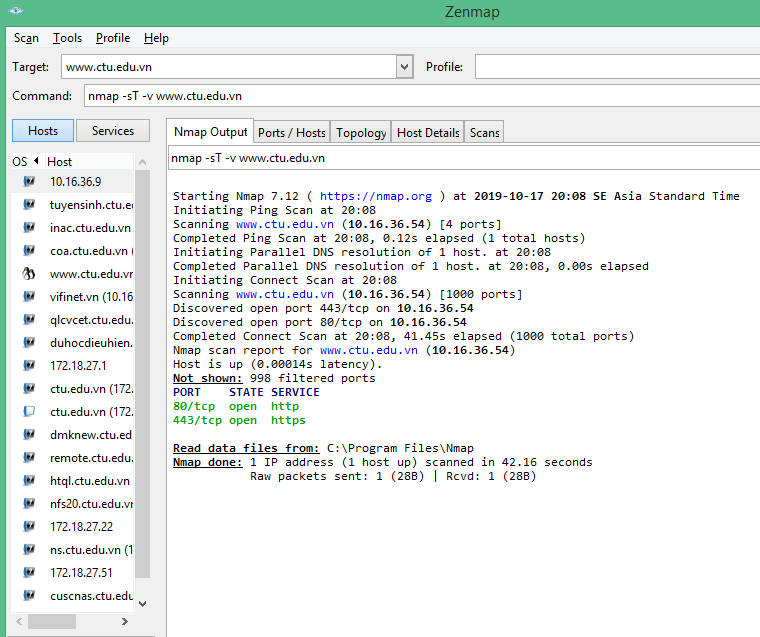 Zenmap
Scan Tools Profile Help
Target: www.ctu.edu.vn Profile:
Command: nmap -sT -v www.ctu.edu.vn
Hosts Services
OS Host
10.16.36.9
tuyensinh.ctu.e
inac.ctu.edu.vn
coa.ctu.edu.vn (
www.ctu.edu.vr
vifinet.vn (10.16
qlcvcet.ctu.edu.
duhocdieuhien.
172.18.27.1
ctu.edu.vn (172.
ctu.edu.vn (172.
dmknew.ctu.ed
remote.ctu.edu.
htql.ctu.edu.vn
nfs20.ctu.edu.vr
172.18.27.22
ns.ctu.edu.vn (1
172.18.27.51
cuscnas.ctu.edu
Nmap Output Ports / Hosts Topology Host Details Scans
nmap -sT -v www.ctu.edu.vn
Starting Nmap 7.12 ( https://nmap.org ) at 2019-10-17 20:08 SE Asia Standard Time
Initiating Ping Scan at 20:08
Scanning www.ctu.edu.vn (10.16.36.54) [4 ports]
Completed Ping Scan at 20:08, 0.12s elapsed (1 total hosts)
Initiating Parallel DNS resolution of 1 host. at 20:08
Completed Parallel DNS resolution of 1 host. at 20:08, 0.00s elapsed
Initiating Connect Scan at 20:08
Scanning www.ctu.edu.vn (10.16.36.54) [1000 ports]
Discovered open port 443/tcp on 10.16.36.54
Discovered open port 80/tcp on 10.16.36.54
Completed Connect Scan at 20:08, 41.45s elapsed (1000 total ports)
Nmap scan report for www.ctu.edu.vn (10.16.36.54)
Host is up (0.00014s latency).
Not shown: 998 filtered ports
PORT STATE SERVICE
80/tcp open http
443/tcp open https
Read data files from: C:\Program Files\Nmap
Nmap done: 1 IP address (1 host up) scanned in 42.16 seconds
Raw packets sent: 1 (28B) | Rcvd: 1 (28B)